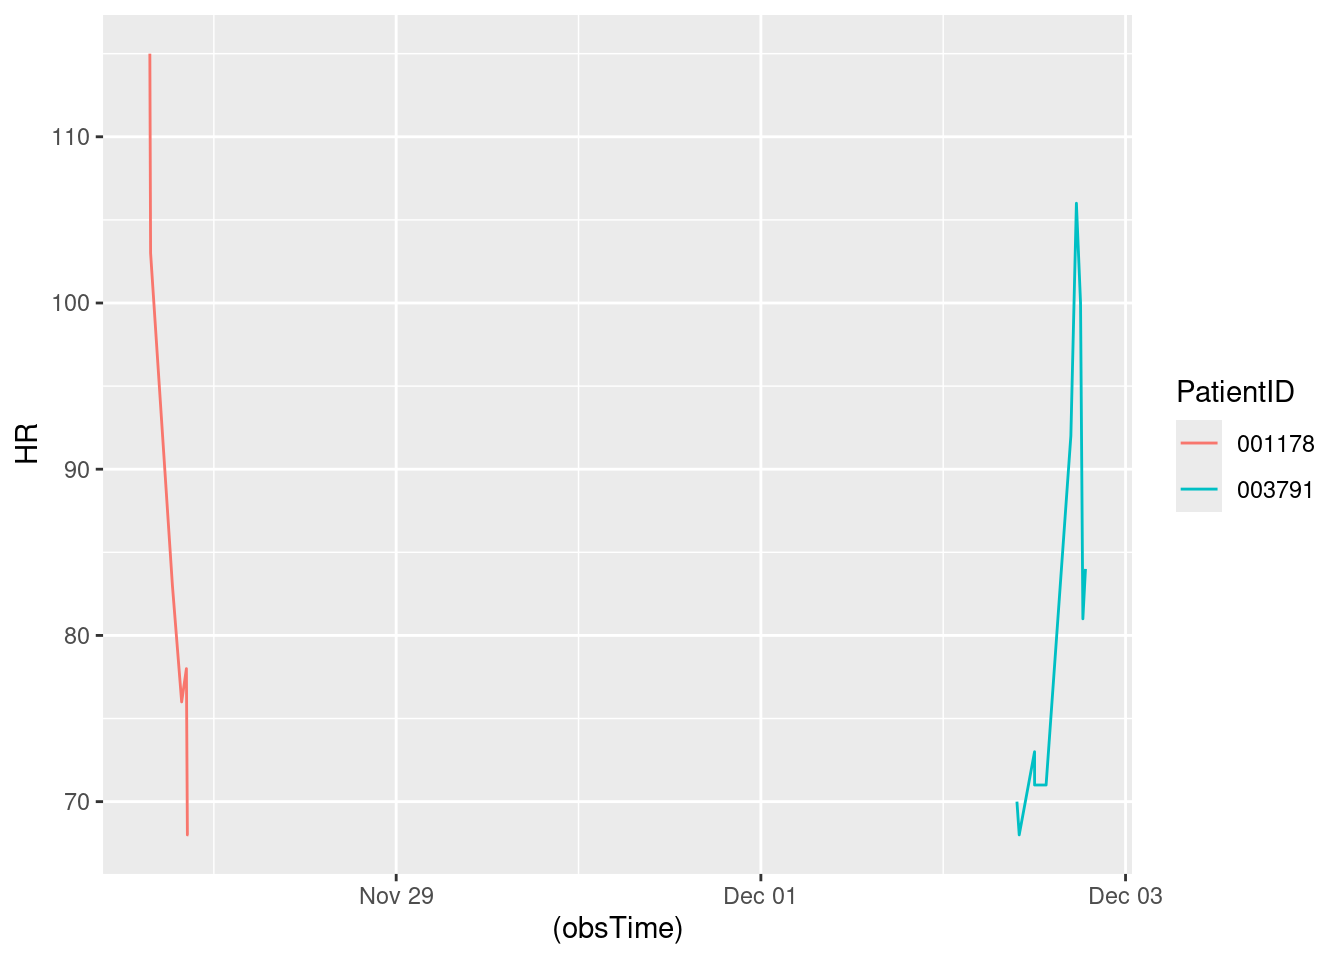 110
100
90
80
70
HR
Nov 29
Dec 01
Dec 03
(obsTime)
PatientID
001178
003791